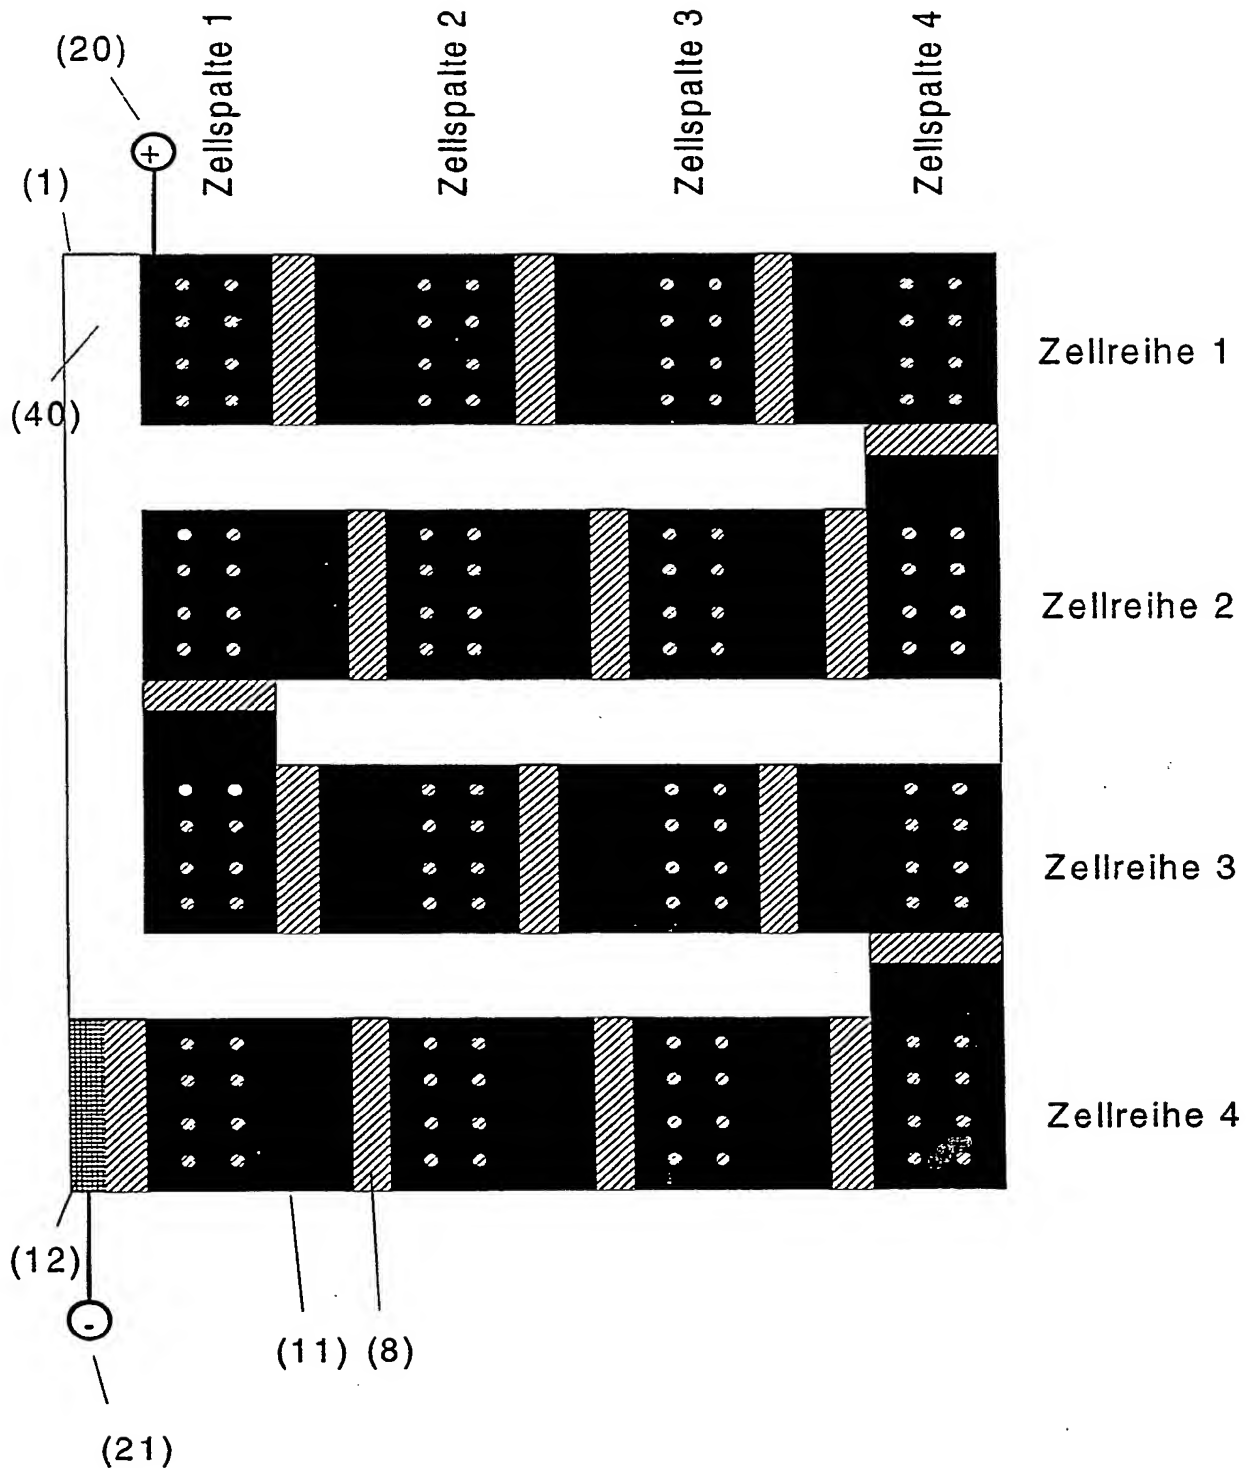 (20)
Zellspalte 1
Zellspalte 2
Zellspalte 3
Zellspalte 4
+
(1)
Zellreihe 1
(40)
Zellreihe 2
Zellreihe 3
Zellreihe 4
(12)
-
(11) (8)
(21)